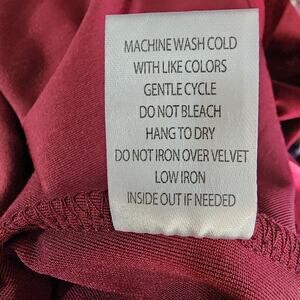 MACHINE WASH COLD
WITH LIKE COLORS
GENTLE CYCLE
DO NOT BLEACH
HANG TO DRY
DO NOT IRON OVER VELVET
LOW IRON
INSIDE OUT IF NEEDED